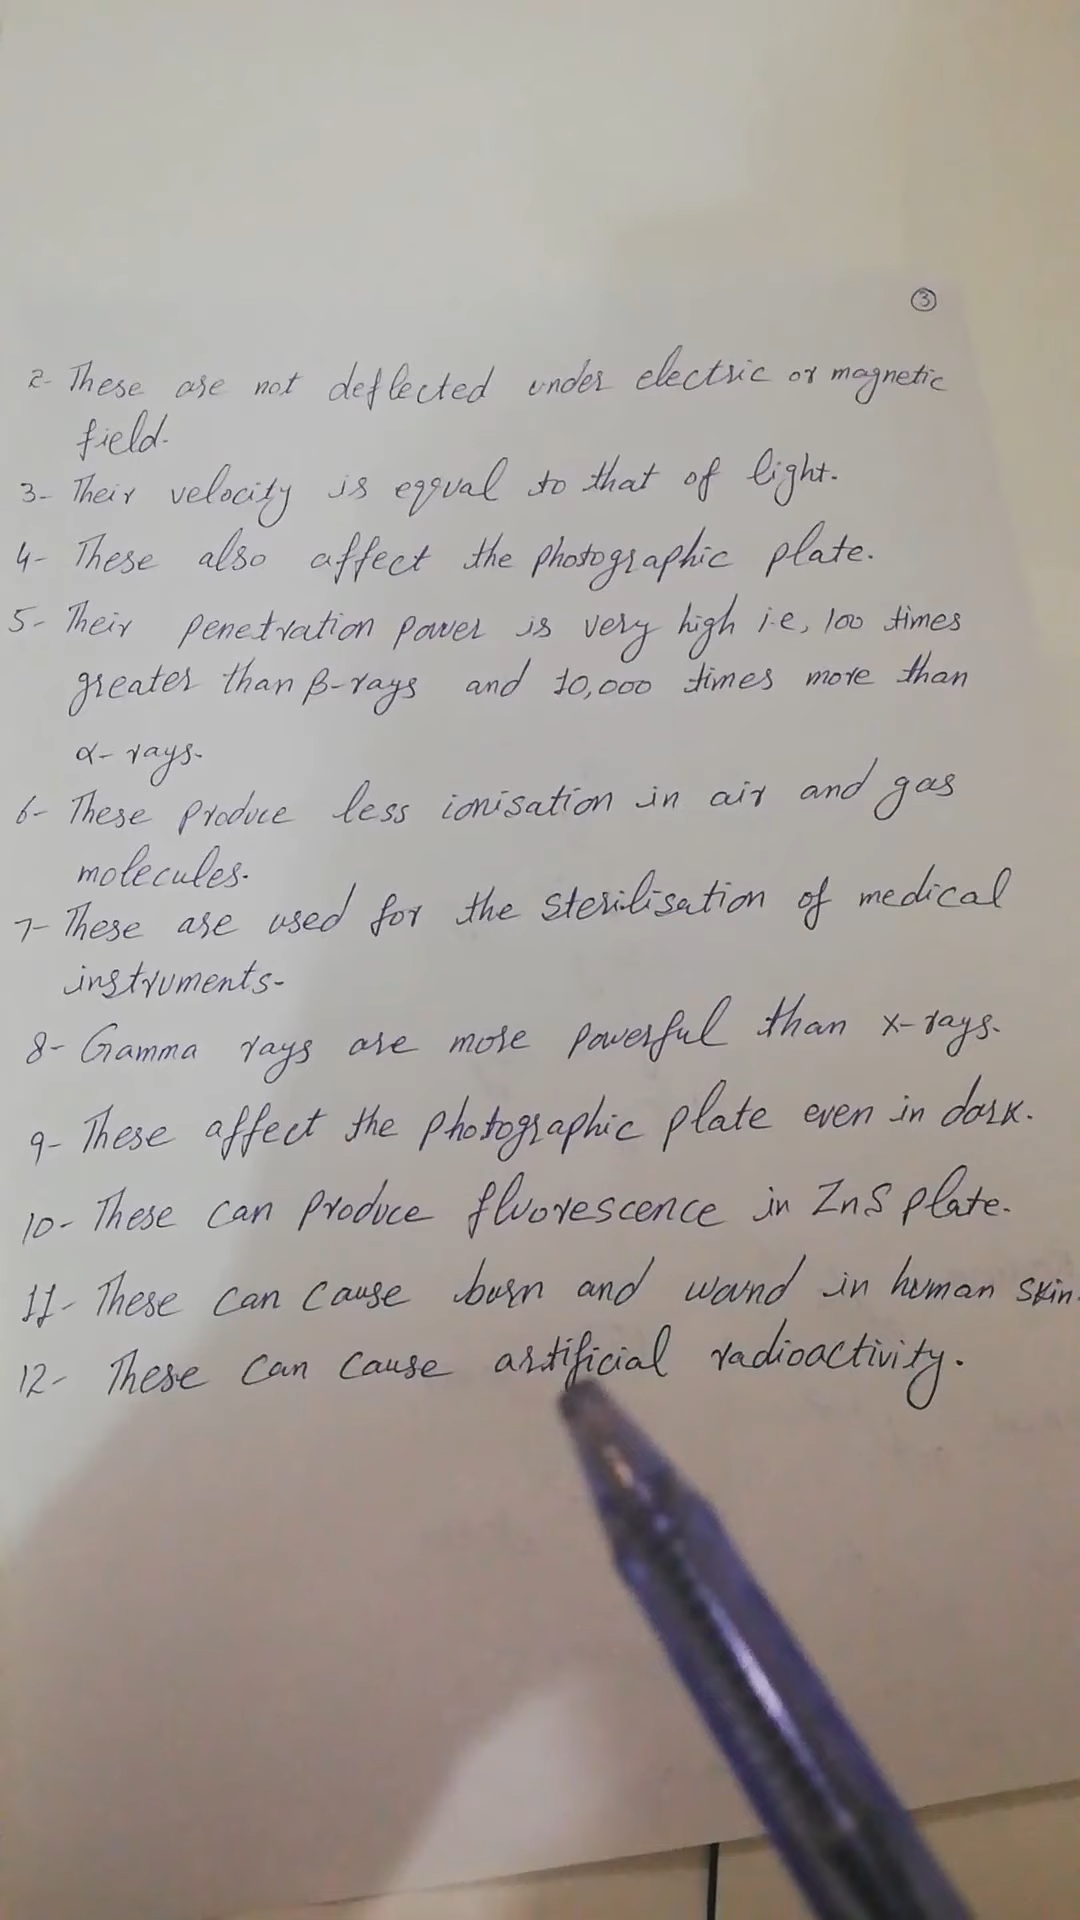 ③
2- These are not deflected under electric or magnetic
field.
3- Their velocity is eqqual to that of light.
4- These also affect the photographic plate.
5- Their penetration power is very high i.e, 100 times
greater than β-rays and 10,000 times more than
α- rays.
6- These produce less ionisation in air and gas
molecules.
7- These are used for the sterilisation of medical
instruments-
8- Gamma rays are more powerful than x-rays.
9- These affect the photographic plate even in dark.
10- These can produce fluorescence in ZnS plate.
11- These can cause burn and wound in human skin.
12- These can cause artificial radioactivity.